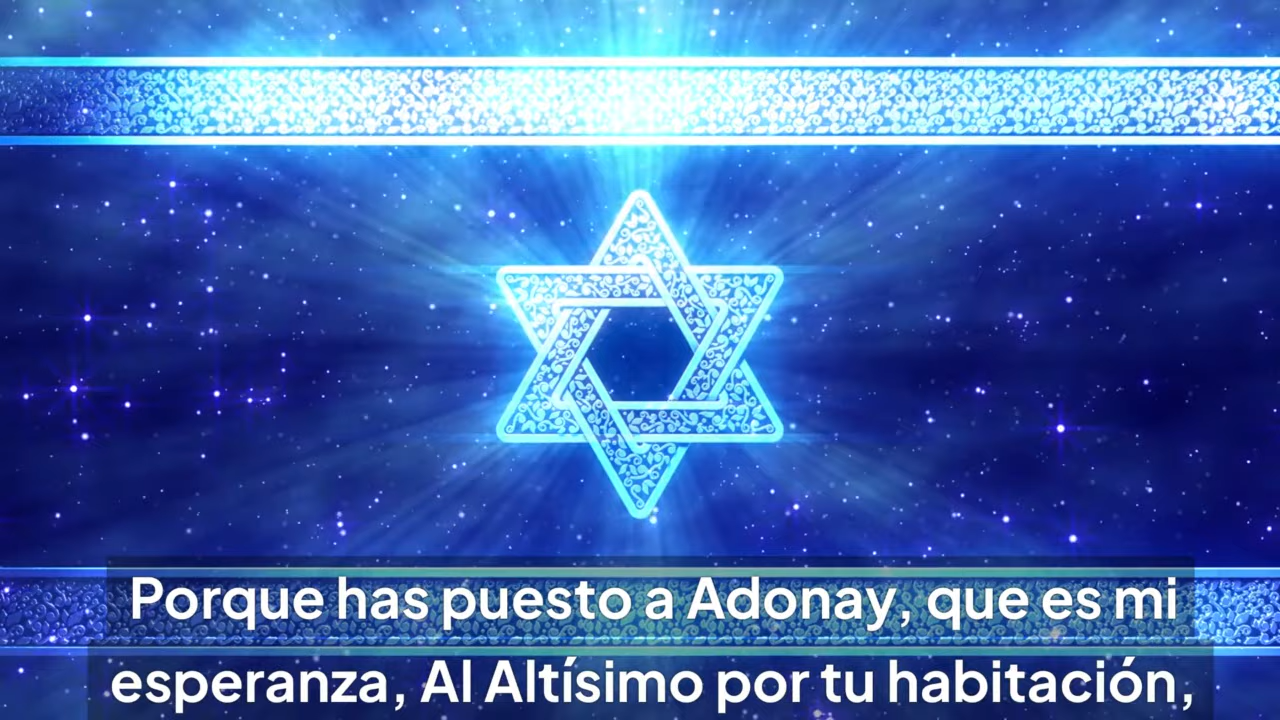 Porque has puesto a Adonay, que es mi
esperanza, Al Altísimo por tu habitación,